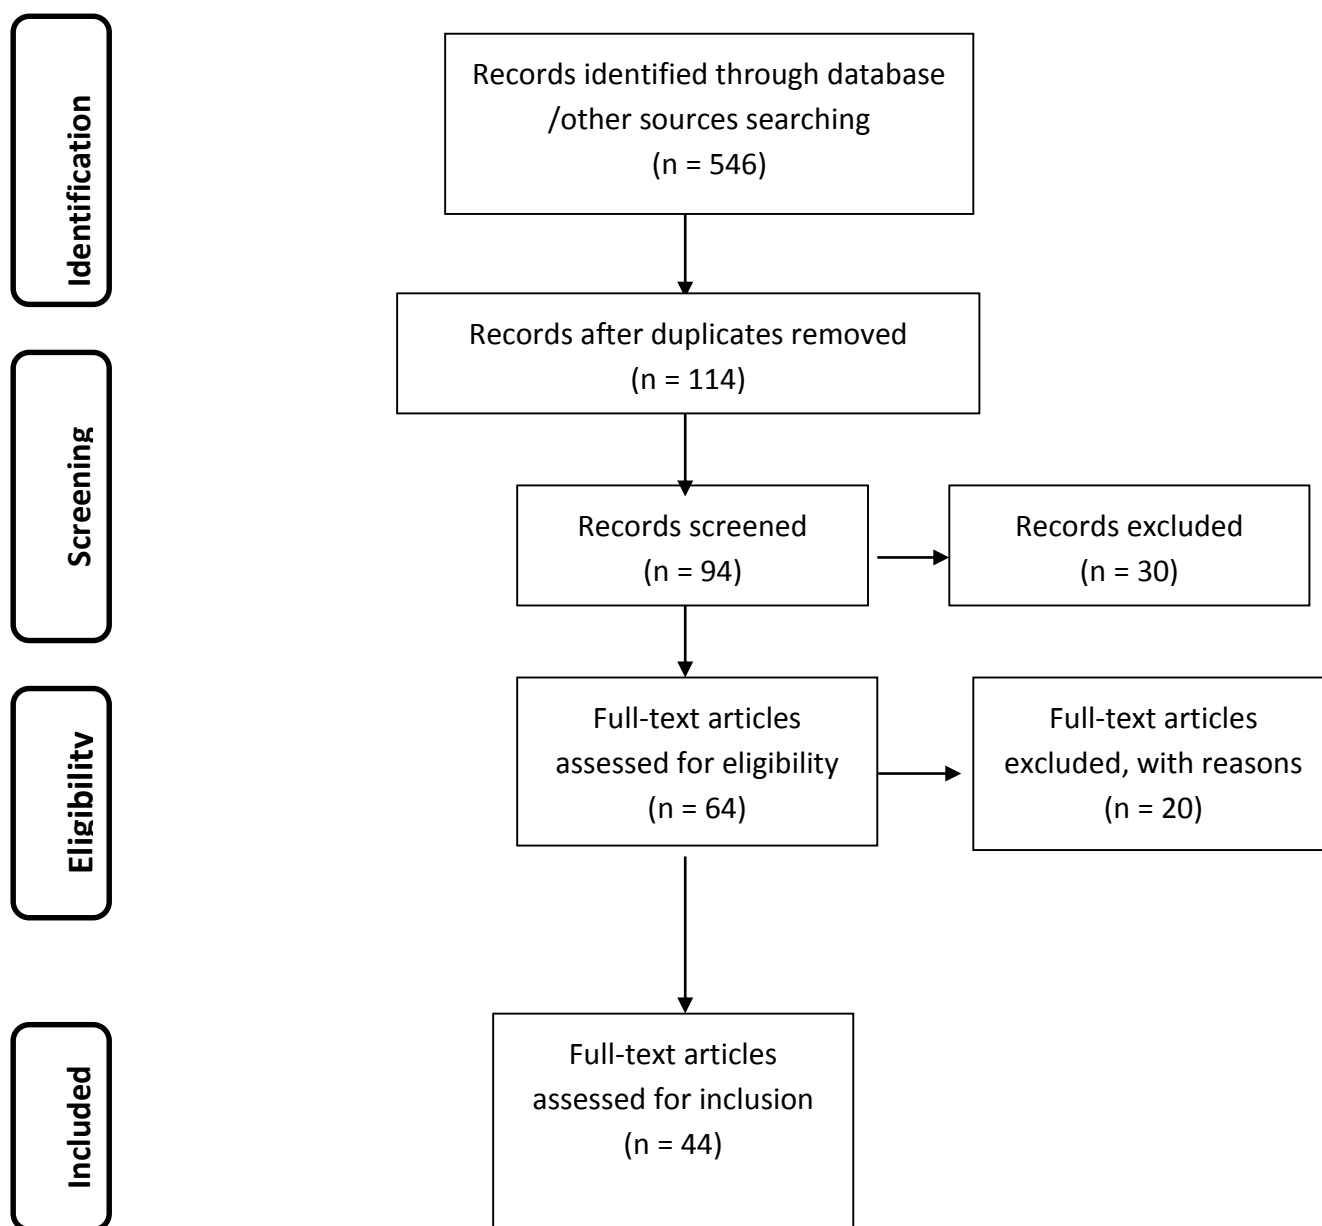 Identification
Records identified through database
/other sources searching
(n = 546)
Records after duplicates removed
(n = 114)
Screening
Records screened
(n = 94)
Records excluded
(n = 30)
Eligibility
Full-text articles
assessed for eligibility
(n = 64)
Full-text articles
excluded, with reasons
(n = 20)
Included
Full-text articles
assessed for inclusion
(n = 44)